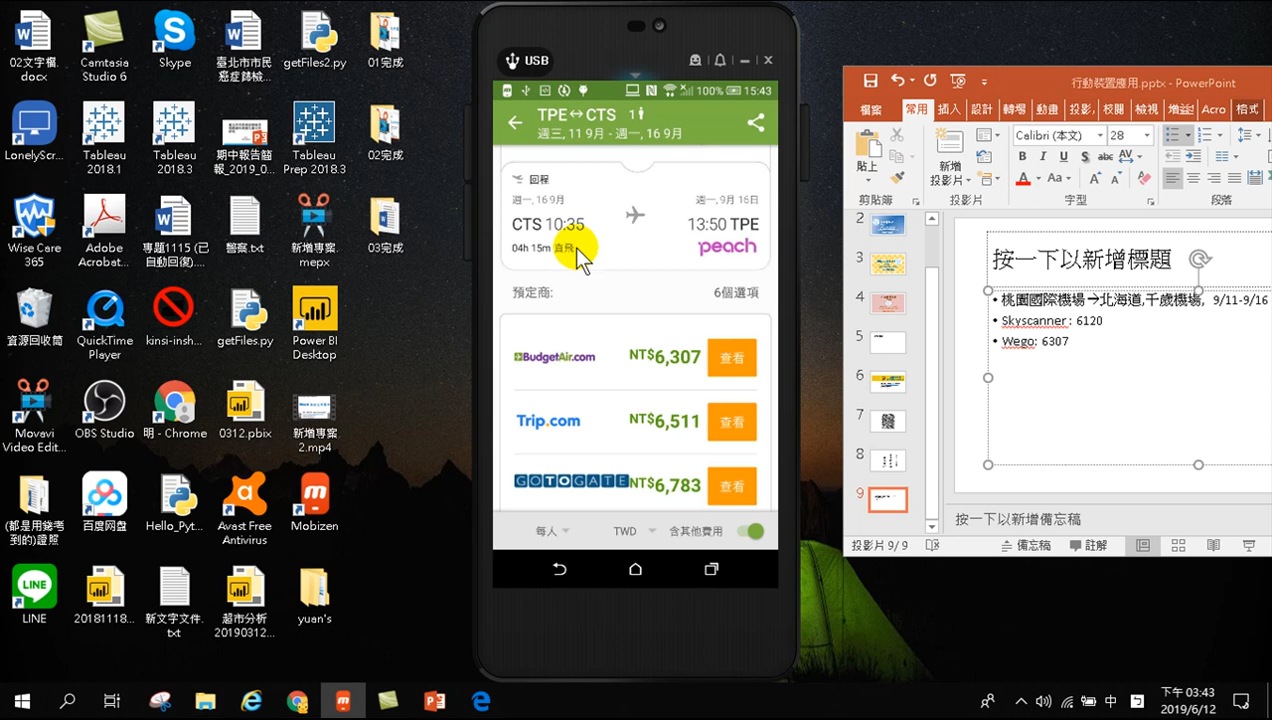 02文字檔.docx
Camtasia Studio 6
Skype
臺北市市民癌症篩檢...
getFiles2.py
01完成
LonelyScr...
Tableau 2018.1
Tableau 2018.3
期中報告簡報_2019_0...
Tableau Prep 2018.3
02完成
Wise Care 365
Adobe Acrobat...
專題1115 (已自動回復)...
警察.txt
新增專案.mepx
03完成
資源回收筒
QuickTime Player
kinsi-insh...
getFiles.py
Power BI Desktop
Movavi Video Edit...
OBS Studio
明 - Chrome
0312.pbix
新增專案 2.mp4
(都是用錢考到的)證照
百度网盘
Hello_Pyt...
Avast Free Antivirus
Mobizen
LINE
20181118...
新文字文件.txt
超市分析 20190312...
yuan's
USB
100% 15:43
TPE↔CTS 1
週三, 11 9月 - 週一, 16 9月
回程
週一, 16 9月
週一, 9月 16日
CTS 10:35
13:50 TPE
04h 15m 直飛
peach
預定商:
6個選項
BudgetAir.com NT$6,307 查看
Trip.com NT$6,511 查看
GOTOGATE NT$6,783 查看
每人
TWD
含其他費用
行動裝置應用.pptx - PowerPoint
檔案 常用 插入 設計 轉場 動畫 投影 校閱 檢視 增益 Acro 格式
貼上
新增投影片
Calibri (本文) 28
B I U S abc AV
A Aa A A
剪貼簿 投影片 字型 段落
2
3
4
5
6
7
8
9
按一下以新增標題
• 桃園國際機場→北海道,千歲機場, 9/11-9/16
• Skyscanner : 6120
• Wego: 6307
按一下以新增備忘稿
投影片 9/9
備忘稿
註解
中
下午 03:43
2019/6/12